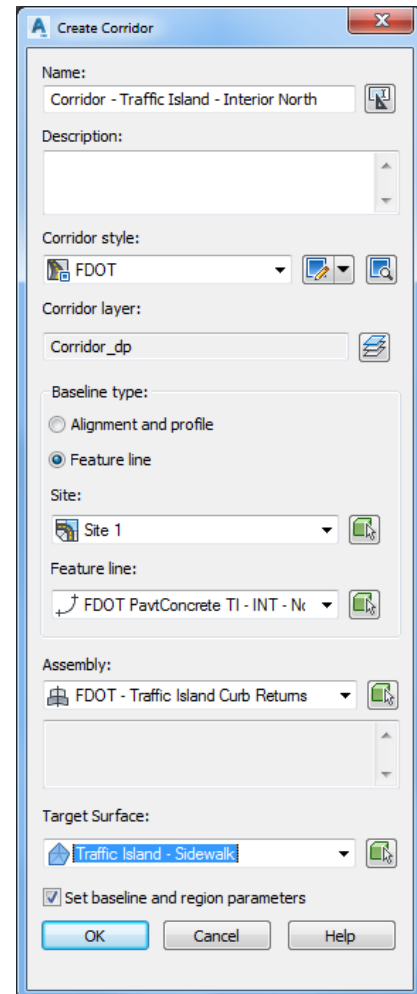 Create Corridor
Name:
Corridor - Traffic Island - Interior North
Description:
Corridor style:
FDOT
Corridor layer:
Corridor_dp
Baseline type:
Alignment and profile
Feature line
Site:
Site 1
Feature line:
FDOT PavtConcrete TI - INT - No
Assembly:
FDOT - Traffic Island Curb Returns
Target Surface:
Traffic Island - Sidewalk
Set baseline and region parameters
OK Cancel Help